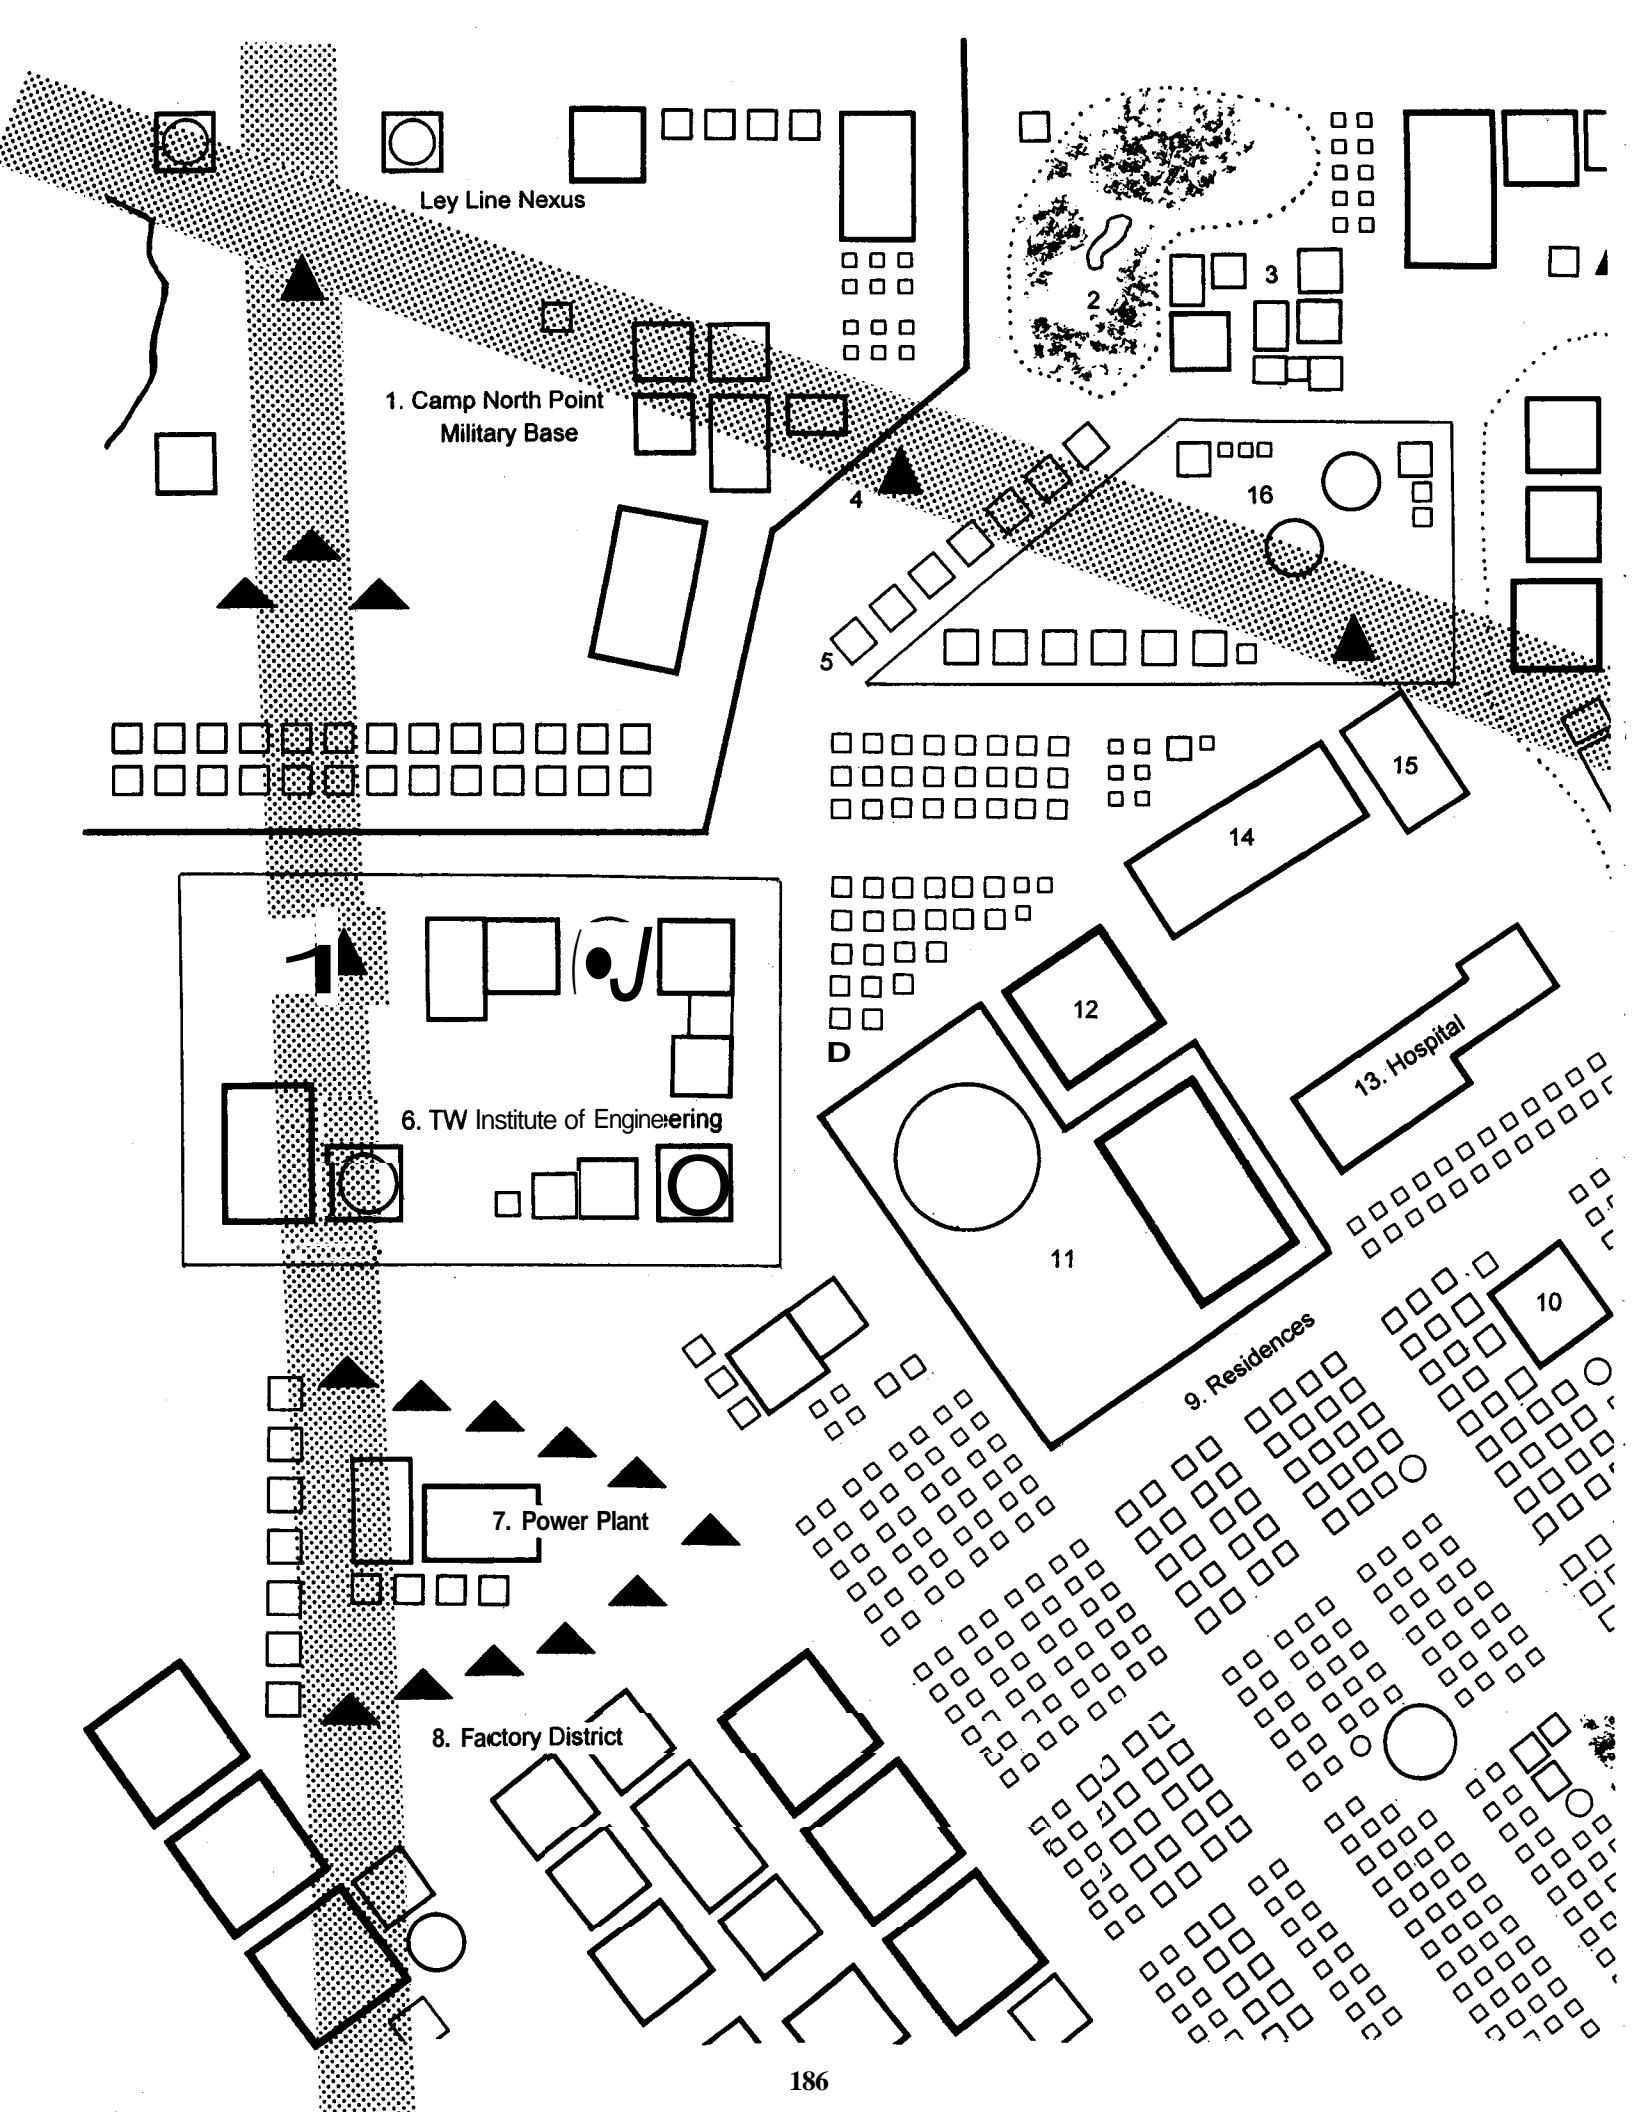 Ley Line Nexus
3
2
1. Camp North Point
Military Base
4
16
5
15
14
12
D
13. Hospital
6. TW Institute of Engineering
11
10
9. Residences
7. Power Plant
8. Factory District
186